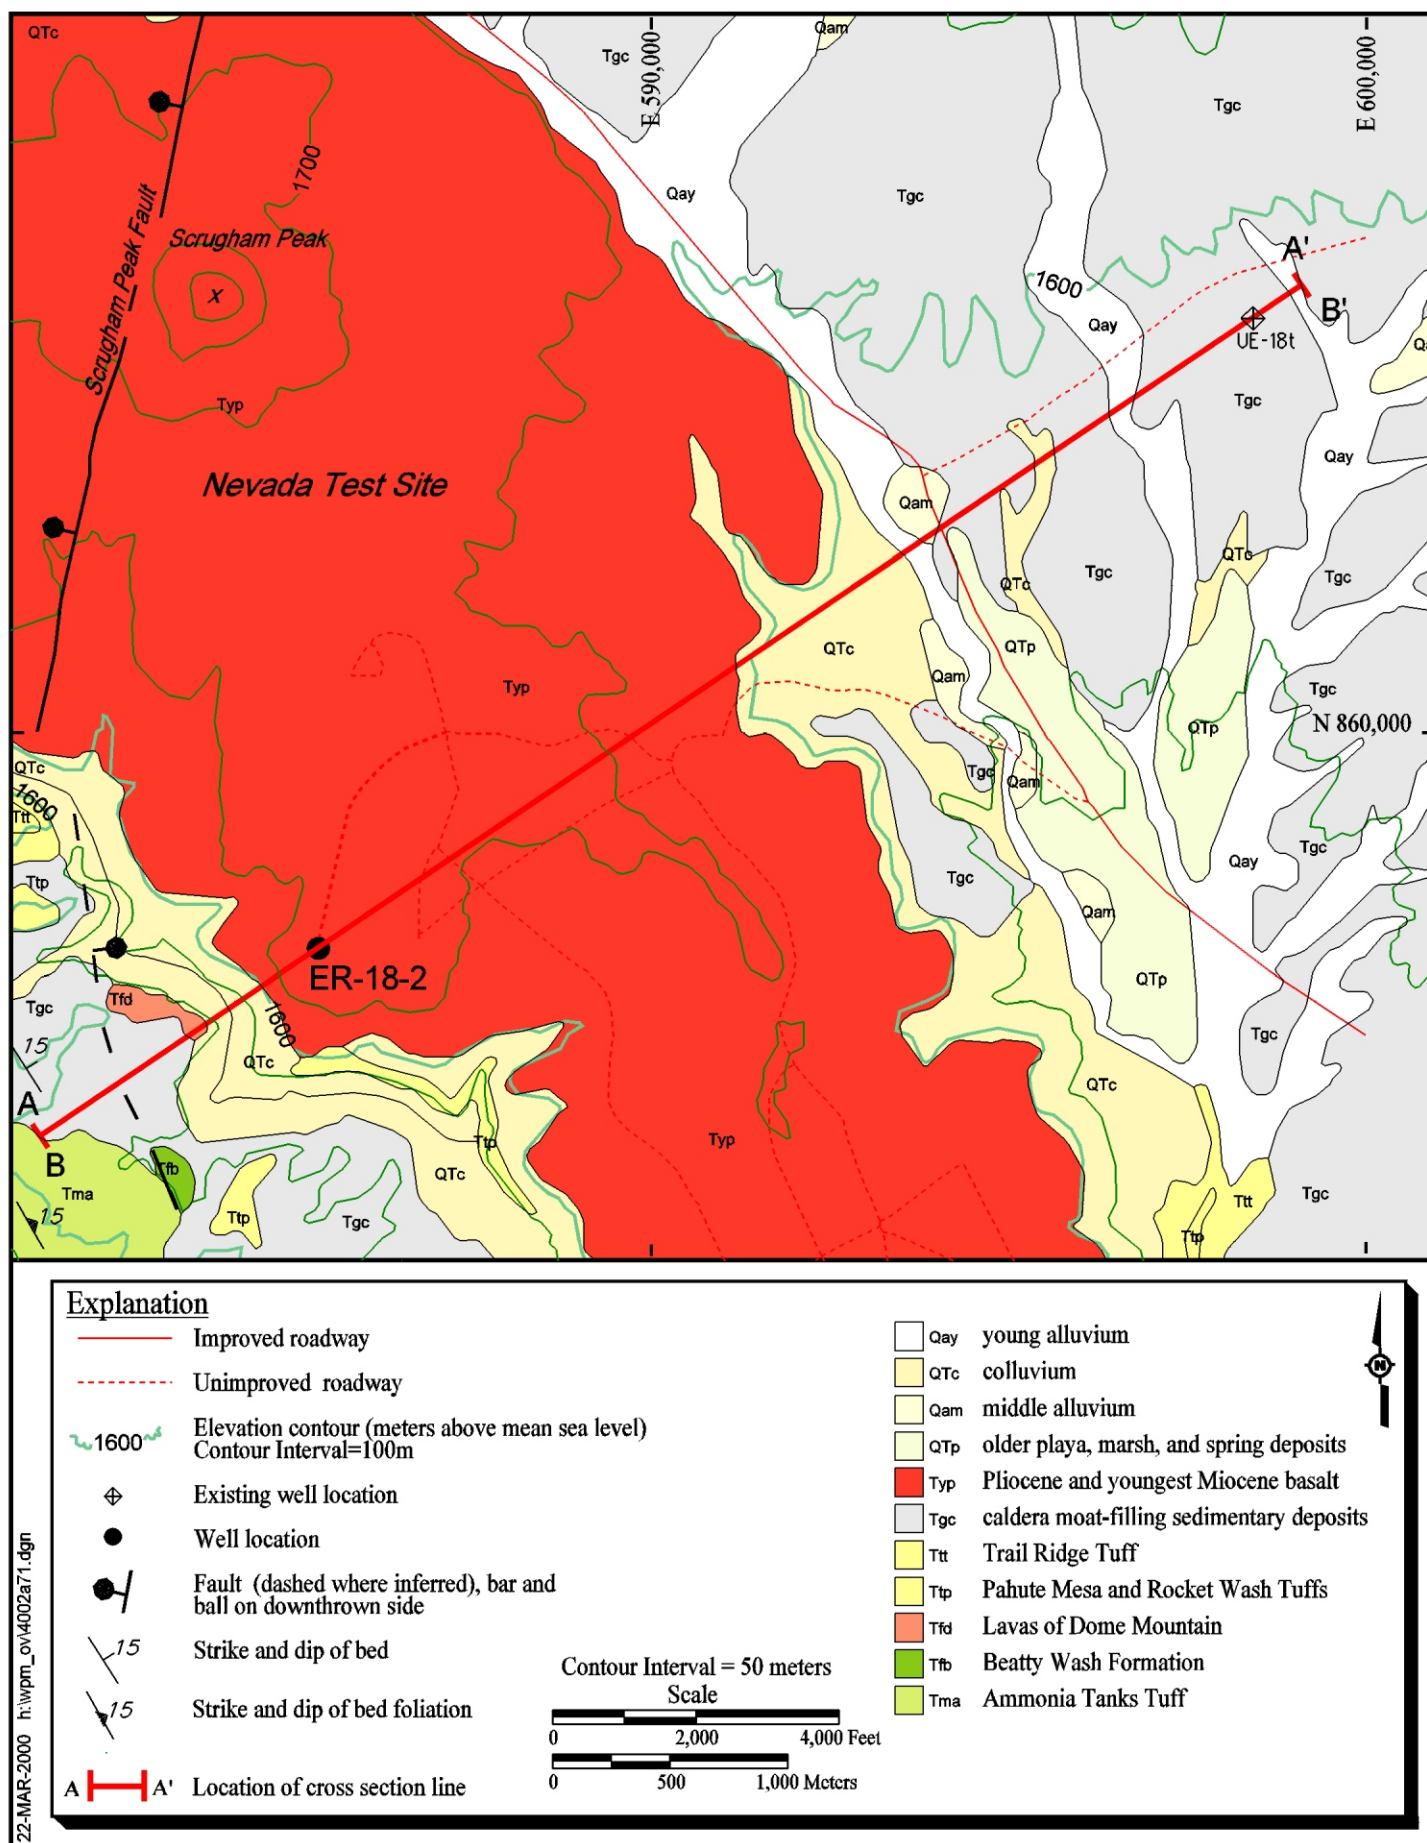 QTc
Qam
Tgc
E 590,000
E 600,000
Tgc
1700
Qay
Tgc
Scrugham Peak
Scrugham Peak Fault
x
A'
1600
B'
Qay
UE-18t
Typ
Tgc
Nevada Test Site
Qay
Qam
QTc
Tgc
QTc
Tgc
QTc
QTp
Qam
Typ
Tgc
N 860,000
QTp
QTc
Tgc
Qam
1600
Ttt
Tgc
Qay
Ttp
Tgc
Qam
ER-18-2
QTp
Tfd
Tgc
1600
Tgc
15
QTc
QTc
A
Typ
Ttp
B
Tfb
QTc
Tma
Tgc
Ttt
15
Ttp
Tgc
Ttp
Explanation
Improved roadway
Unimproved roadway
1600
Elevation contour (meters above mean sea level)
Contour Interval=100m
Existing well location
Well location
Fault (dashed where inferred), bar and
ball on downthrown side
15
Strike and dip of bed
15
Strike and dip of bed foliation
A A' Location of cross section line
Contour Interval = 50 meters
Scale
0 2,000 4,000 Feet
0 500 1,000 Meters
Qay young alluvium
QTc colluvium
Qam middle alluvium
QTp older playa, marsh, and spring deposits
Typ Pliocene and youngest Miocene basalt
Tgc caldera moat-filling sedimentary deposits
Ttt Trail Ridge Tuff
Ttp Pahute Mesa and Rocket Wash Tuffs
Tfd Lavas of Dome Mountain
Tfb Beatty Wash Formation
Tma Ammonia Tanks Tuff
N
22-MAR-2000 h:\wpm_ov\4002a71.dgn